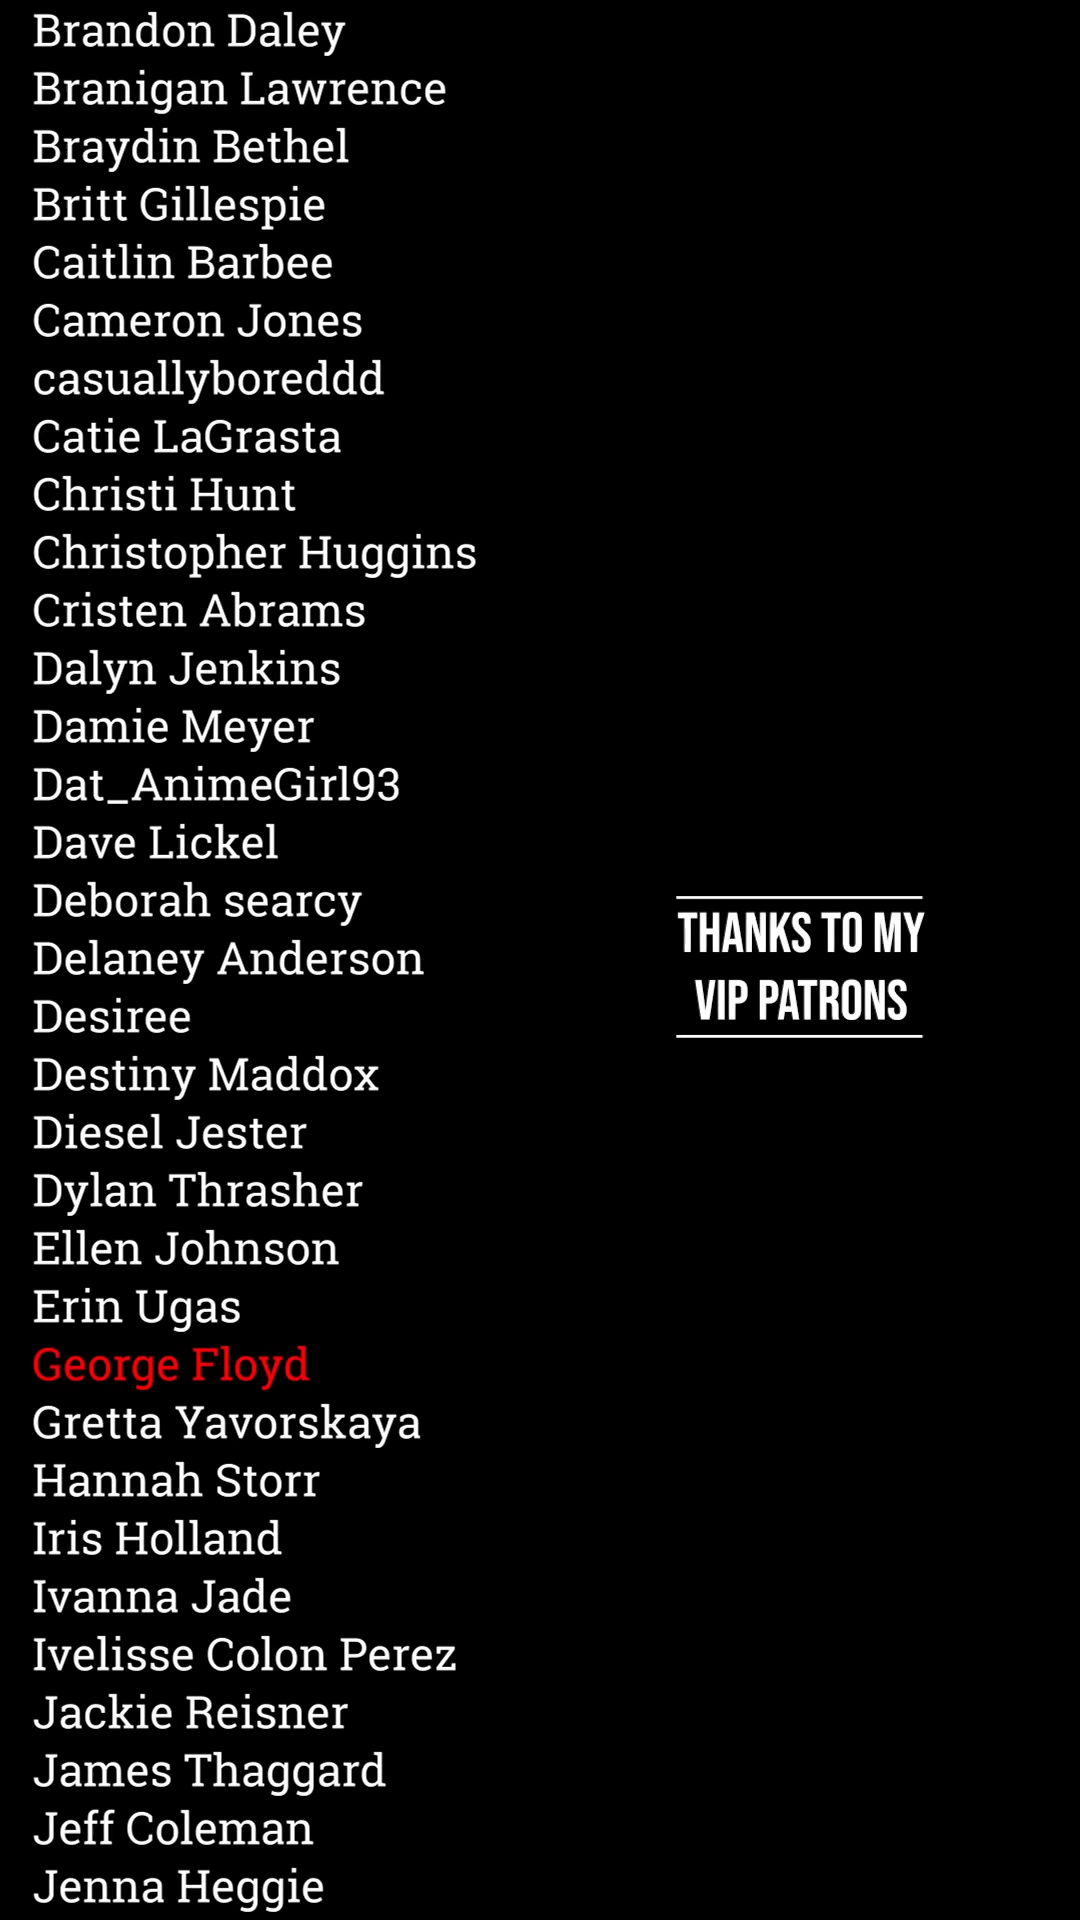 Brandon Daley
Branigan Lawrence
Braydin Bethel
Britt Gillespie
Caitlin Barbee
Cameron Jones
casuallyboreddd
Catie LaGrasta
Christi Hunt
Christopher Huggins
Cristen Abrams
Dalyn Jenkins
Damie Meyer
Dat_AnimeGirl93
Dave Lickel
Deborah searcy
Delaney Anderson
Desiree
Destiny Maddox
Diesel Jester
Dylan Thrasher
Ellen Johnson
Erin Ugas
George Floyd
Gretta Yavorskaya
Hannah Storr
Iris Holland
Ivanna Jade
Ivelisse Colon Perez
Jackie Reisner
James Thaggard
Jeff Coleman
Jenna Heggie
THANKS TO MY
VIP PATRONS